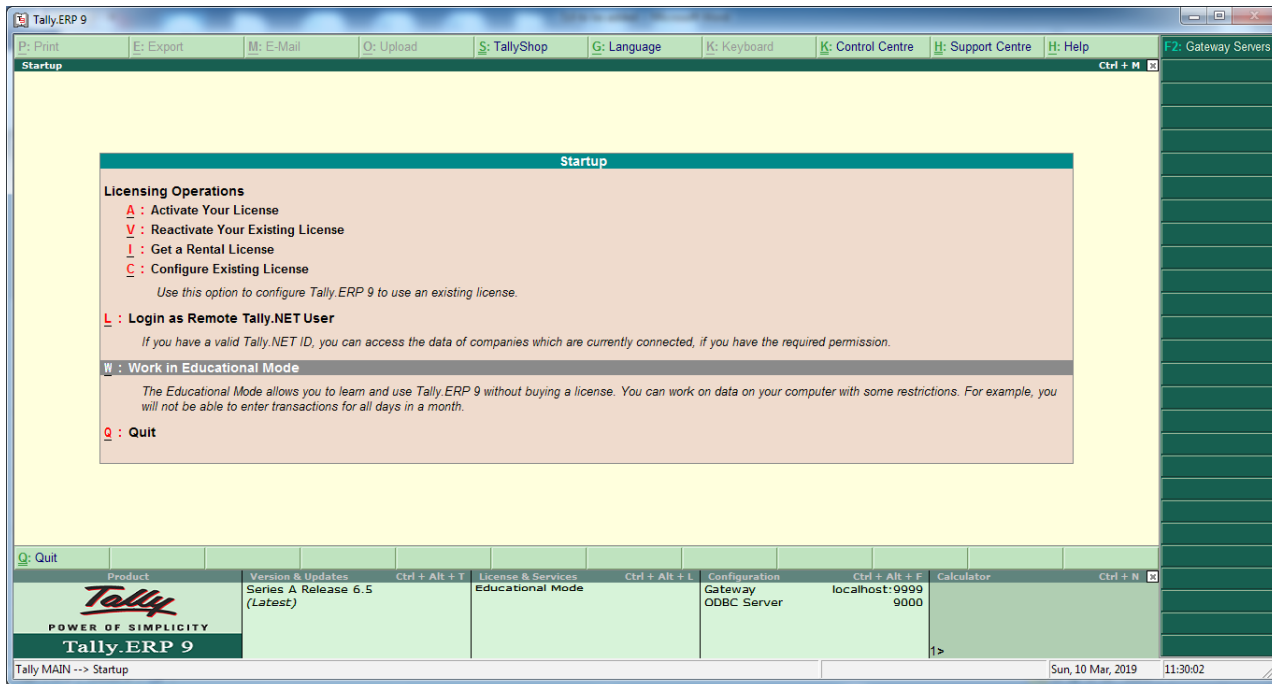 Tally.ERP 9
P: Print E: Export M: E-Mail O: Upload S: TallyShop G: Language K: Keyboard K: Control Centre H: Support Centre H: Help F2: Gateway Servers
Startup Ctrl + M
Startup
Licensing Operations
A : Activate Your License
V : Reactivate Your Existing License
I : Get a Rental License
C : Configure Existing License
Use this option to configure Tally.ERP 9 to use an existing license.
L : Login as Remote Tally.NET User
If you have a valid Tally.NET ID, you can access the data of companies which are currently connected, if you have the required permission.
W : Work in Educational Mode
The Educational Mode allows you to learn and use Tally.ERP 9 without buying a license. You can work on data on your computer with some restrictions. For example, you
will not be able to enter transactions for all days in a month.
Q : Quit
Q: Quit
Product Version & Updates Ctrl + Alt + T License & Services Ctrl + Alt + L Configuration Ctrl + Alt + F Calculator Ctrl + N
Series A Release 6.5 Educational Mode Gateway localhost:9999
(Latest) ODBC Server 9000
Tally
POWER OF SIMPLICITY
Tally.ERP 9 1>
Tally MAIN --> Startup Sun, 10 Mar, 2019 11:30:02